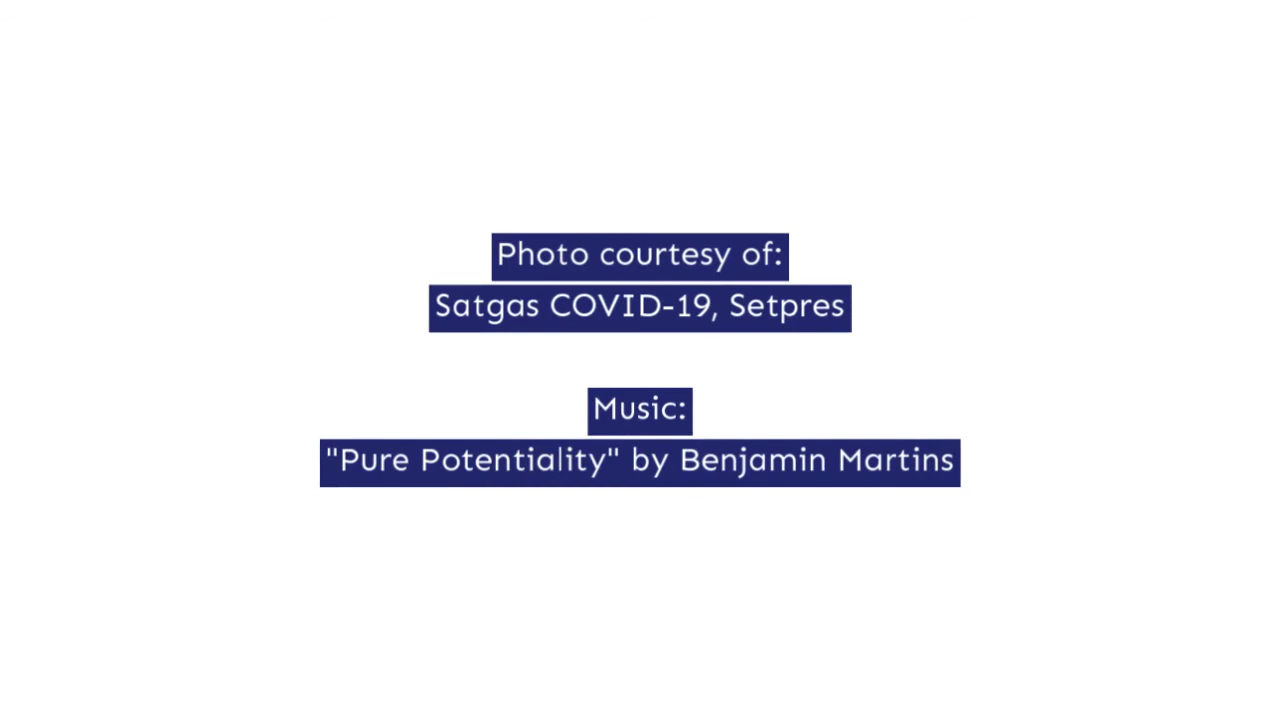 Photo courtesy of:
Satgas COVID-19, Setpres
Music:
"Pure Potentiality" by Benjamin Martins